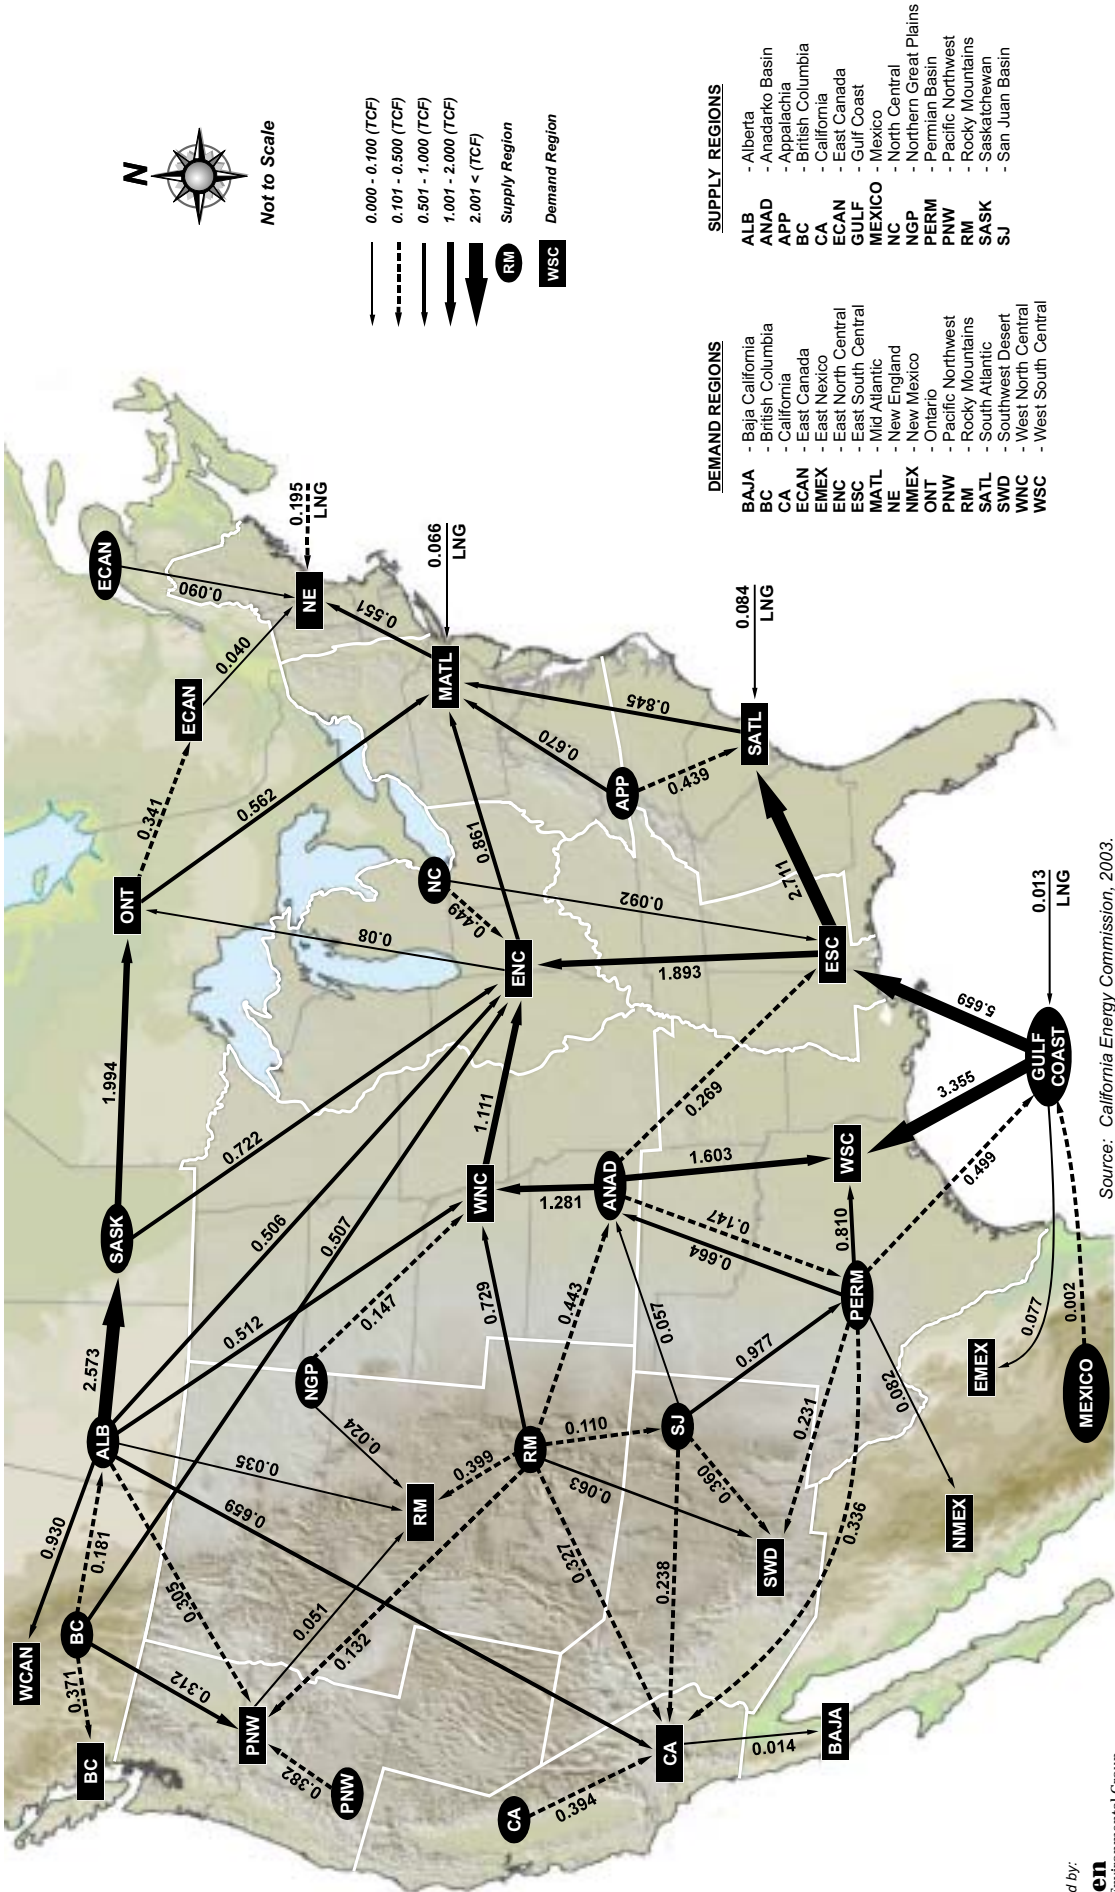 N
Not to Scale
0.000 - 0.100 (TCF)
0.101 - 0.500 (TCF)
0.501 - 1.000 (TCF)
1.001 - 2.000 (TCF)
2.001 < (TCF)
RM Supply Region
WSC Demand Region
SUPPLY REGIONS
ALB - Alberta
ANAD - Anadarko Basin
APP - Appalachia
BC - British Columbia
CA - California
ECAN - East Canada
GULF - Gulf Coast
MEXICO - Mexico
NC - North Central
NGP - Northern Great Plains
PERM - Permian Basin
PNW - Pacific Northwest
RM - Rocky Mountains
SASK - Saskatchewan
SJ - San Juan Basin
DEMAND REGIONS
BAJA - Baja California
BC - British Columbia
CA - California
ECAN - East Canada
EMEX - East Nexico
ENC - East North Central
ESC - East South Central
MATL - Mid Atlantic
NE - New England
NMEX - New Mexico
ONT - Ontario
PNW - Pacific Northwest
RM - Rocky Mountains
SATL - South Atlantic
SWD - Southwest Desert
WNC - West North Central
WSC - West South Central
WCAN
BC
BC
0.371
0.930
0.181
ALB
2.573
SASK
1.994
ONT
0.341
ECAN
0.040
ECAN
0.090
NE
0.195
LNG
0.551
0.066
LNG
MATL
0.562
0.08
0.722
0.506
0.507
0.512
0.035
0.305
0.312
PNW
0.382
PNW
0.051
0.132
0.659
NGP
0.024
0.147
RM
0.399
RM
0.729
WNC
1.111
ENC
0.861
NC
0.449
0.092
0.670
APP
0.439
0.845
SATL
0.084
LNG
2.711
ESC
1.893
0.269
1.281
ANAD
1.603
0.443
0.110
0.063
0.327
CA
0.394
CA
0.014
BAJA
0.238
SJ
0.360
SWD
0.057
0.977
0.664
0.147
PERM
0.810
WSC
3.355
5.659
GULF
COAST
0.013
LNG
0.499
0.231
0.336
0.082
NMEX
EMEX
0.077
0.002
MEXICO
Source: California Energy Commission, 2003.
d by:
en